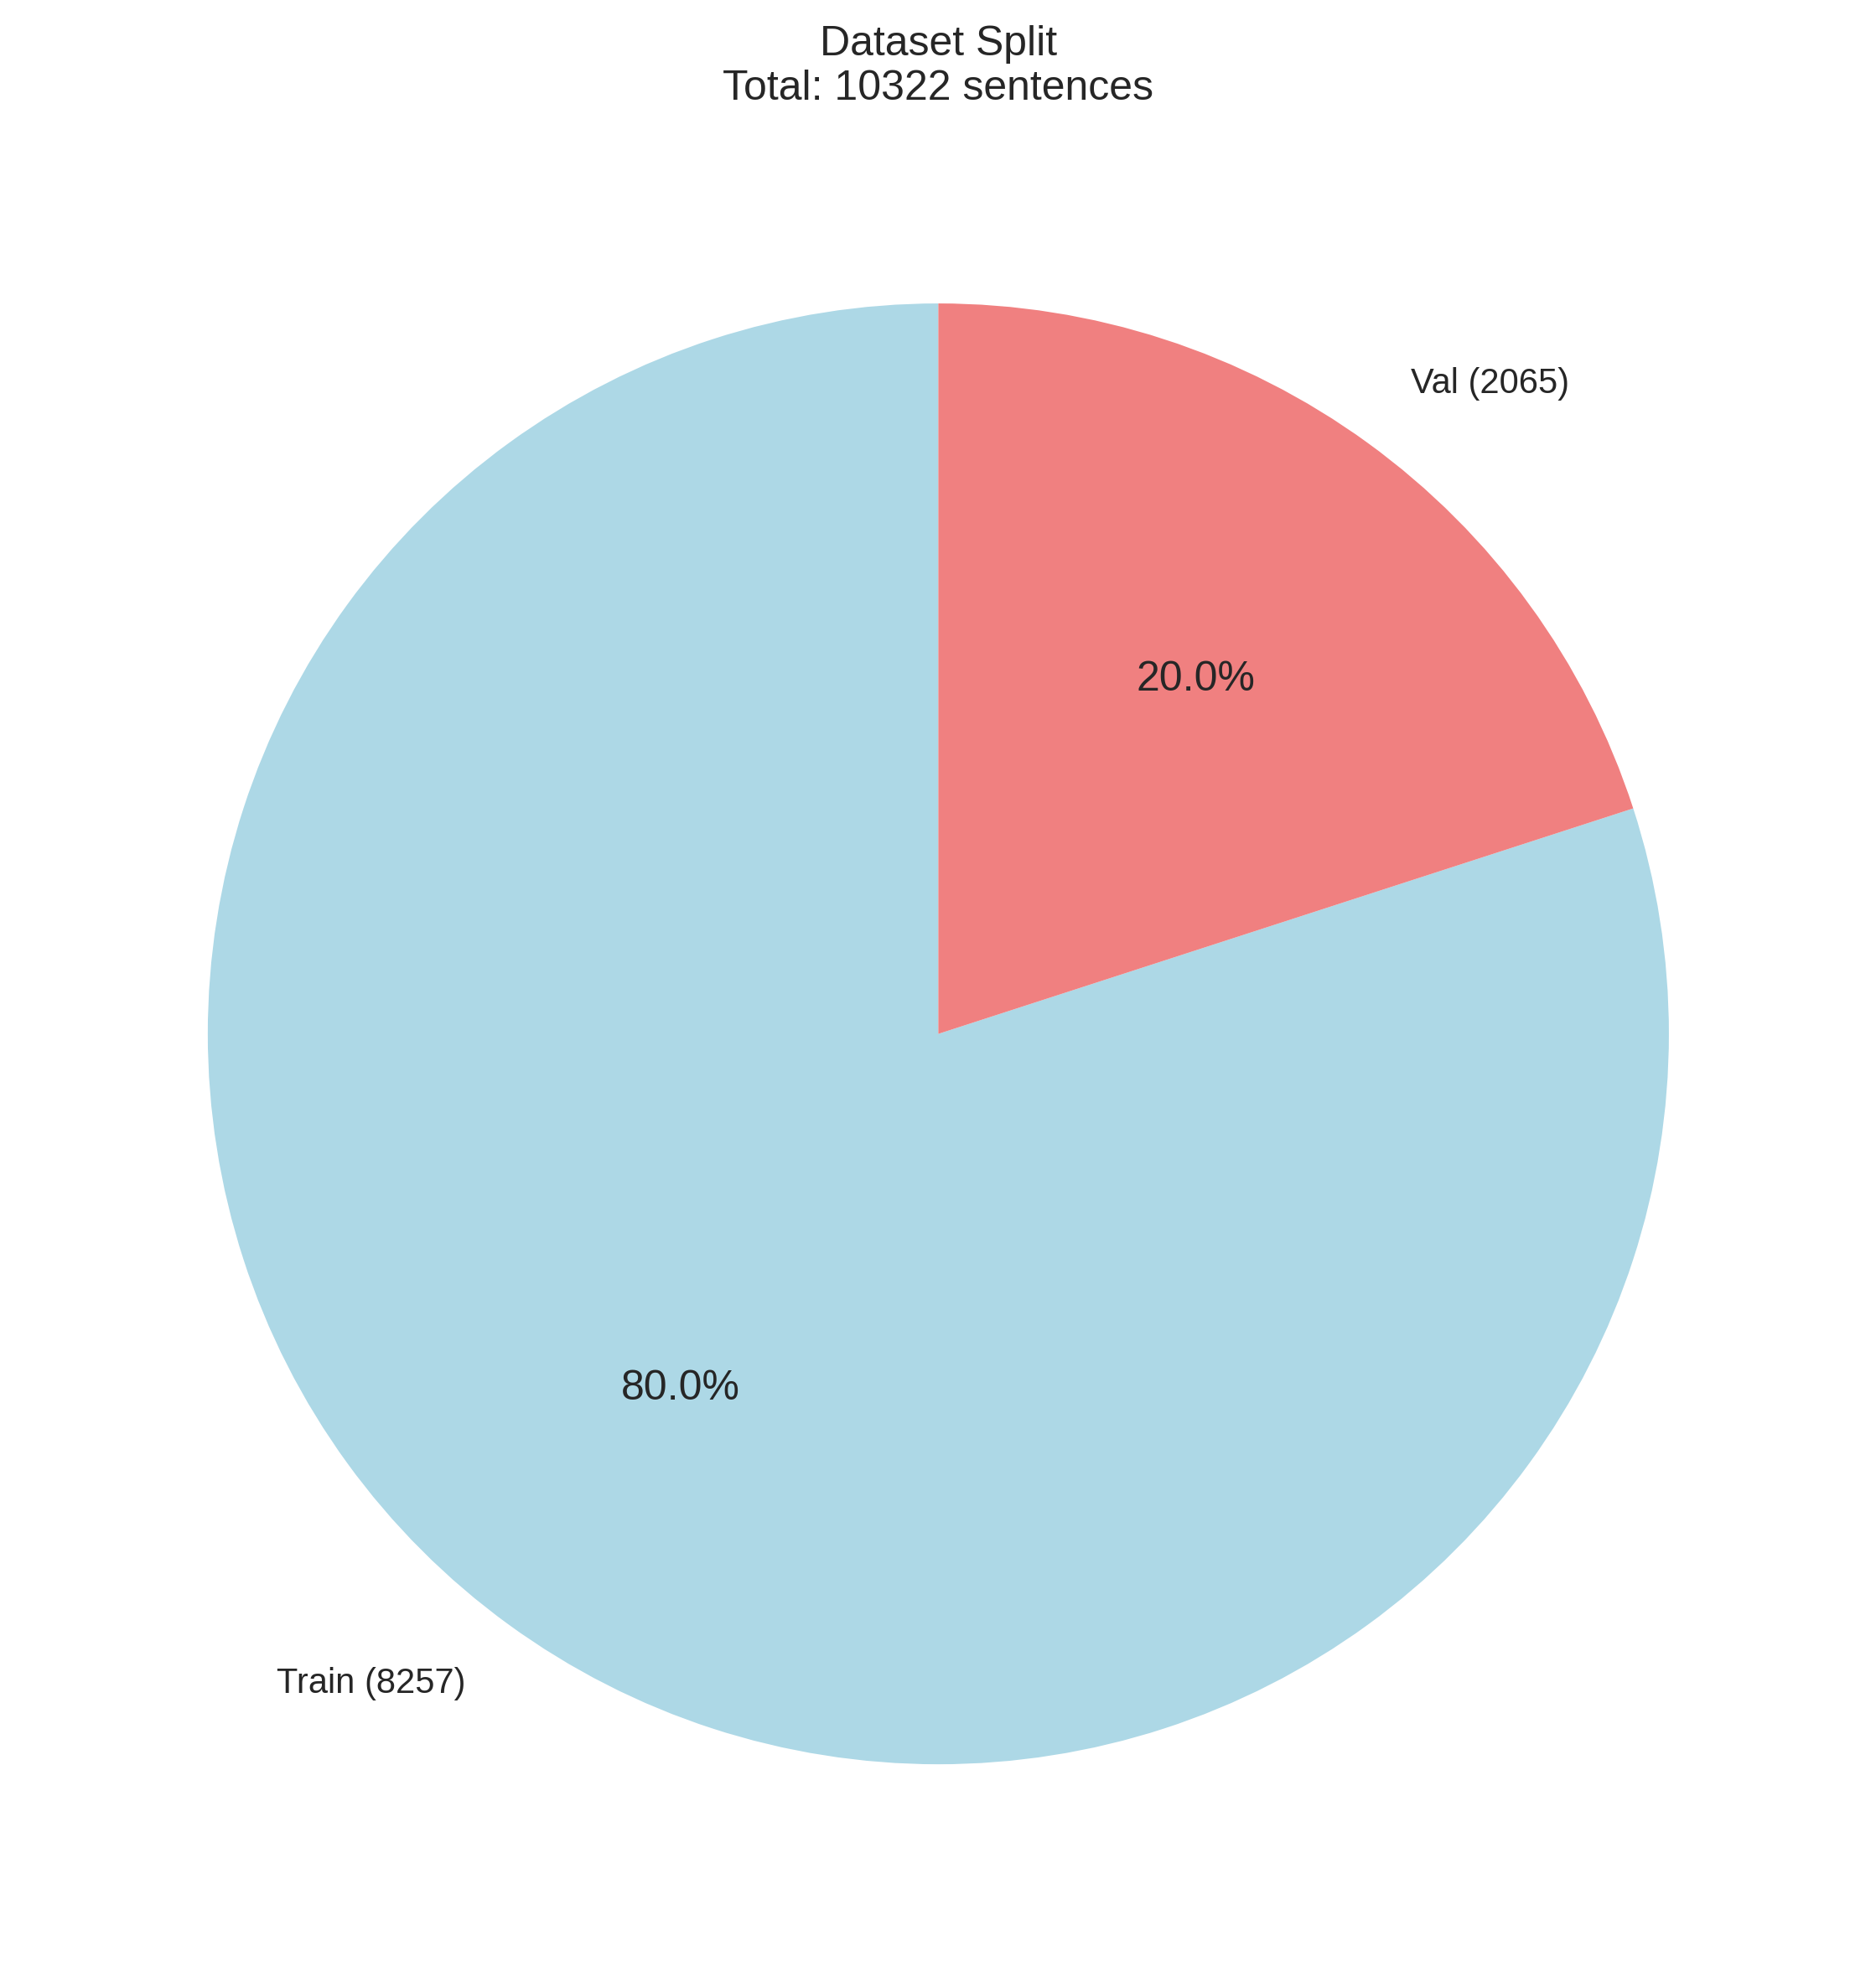 Dataset Split
Total: 10322 sentences
Val (2065)
20.0%
80.0%
Train (8257)